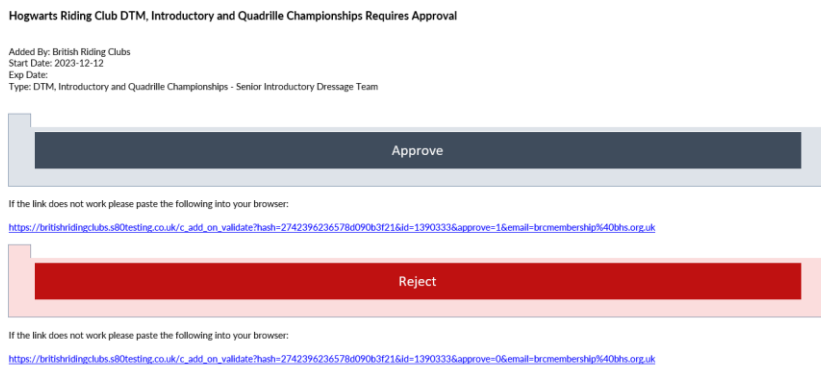 Hogwarts Riding Club DTM, Introductory and Quadrille Championships Requires Approval
Added By: British Riding Clubs
Start Date: 2023-12-12
Exp Date:
Type: DTM, Introductory and Quadrille Championships - Senior Introductory Dressage Team
Approve
If the link does not work please paste the following into your browser:
https://britishridingclubs.s80testing.co.uk/c_add_on_validate?hash=2742396236578d090b3f21&id=1390333&approve=1&email=brcmembership%40bhs.org.uk
Reject
If the link does not work please paste the following into your browser:
https://britishridingclubs.s80testing.co.uk/c_add_on_validate?hash=2742396236578d090b3f21&id=1390333&approve=0&email=brcmembership%40bhs.org.uk